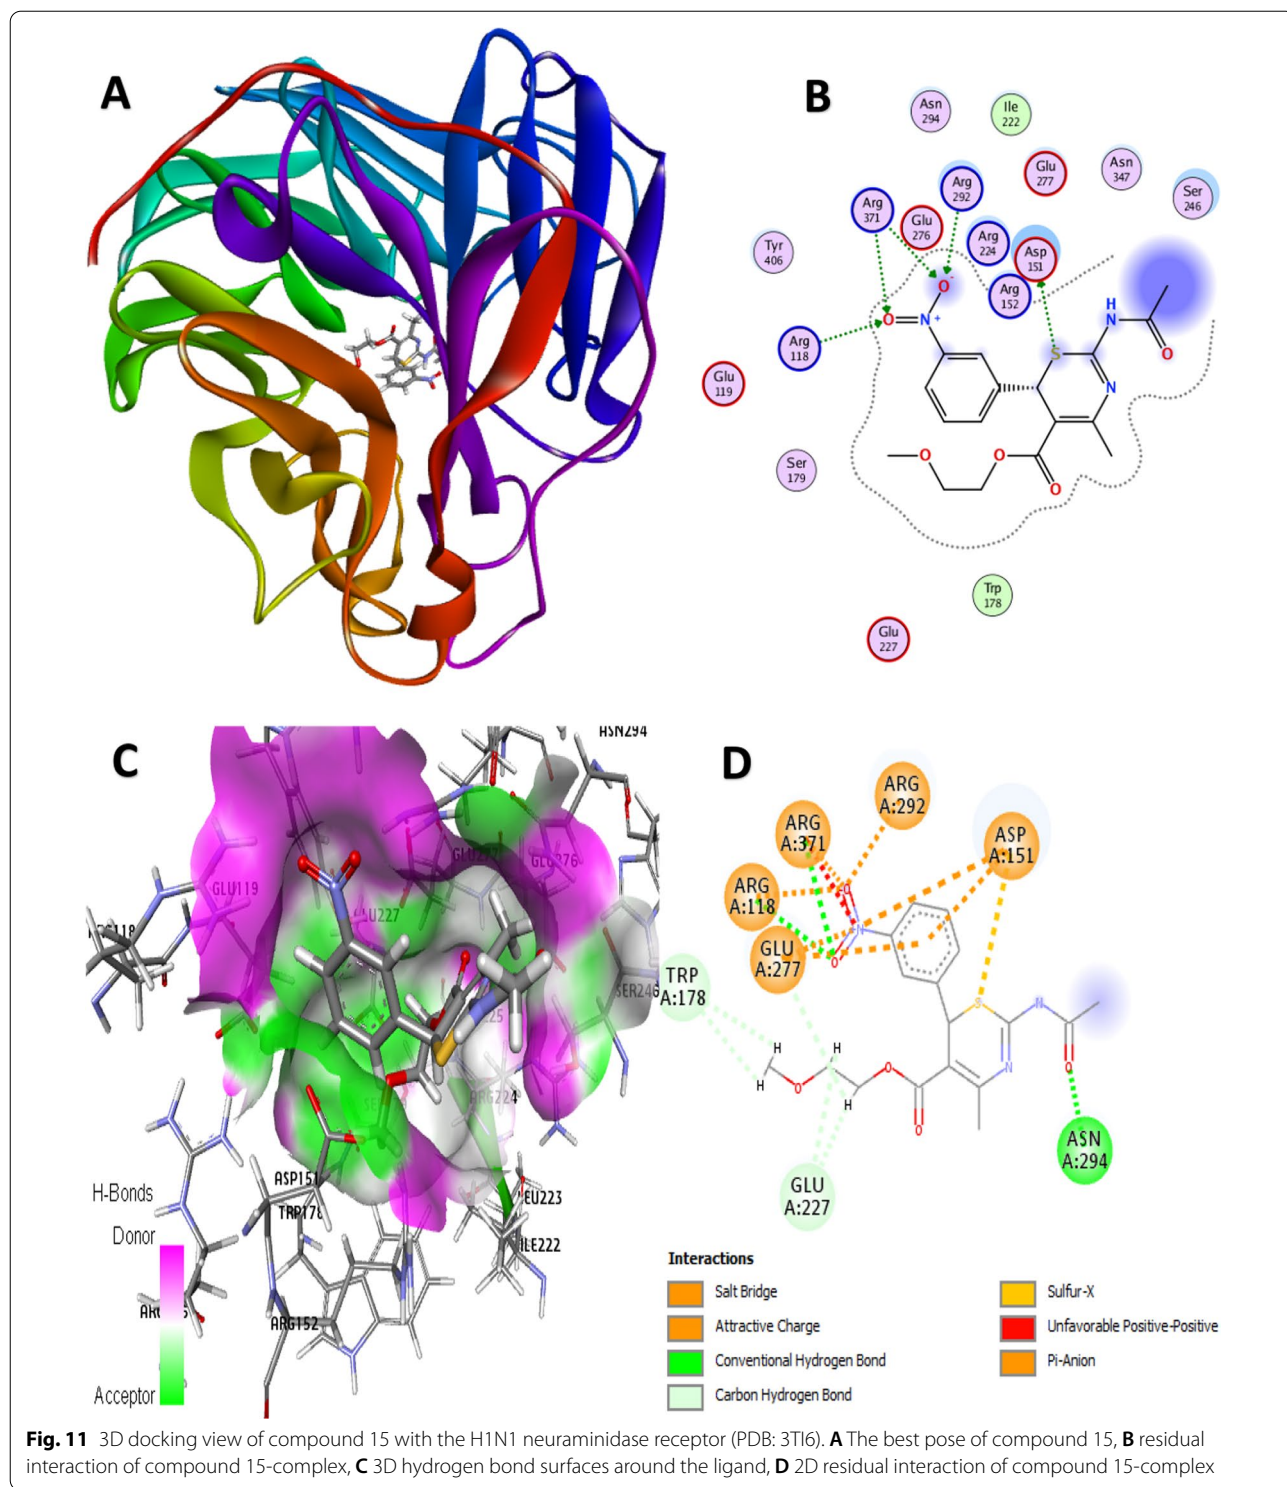 A
B
Asn
294
Ile
222
Glu
277
Asn
347
Ser
246
Arg
292
Arg
371
Glu
276
Arg
224
Asp
151
Tyr
406
Arg
152
O
-
O
N
+
Arg
118
S
NH
O
N
Glu
119
O
O
O
Ser
179
Trp
178
Glu
227
C
ASN294
GLU277
GLU276
GLU119
SER246
ARG224
ASP151
TRP178
ILE222
ARG152
H-Bonds
Donor
Acceptor
D
ARG
A:292
ARG
A:371
ASP
A:151
ARG
A:118
GLU
A:277
TRP
A:178
O
N
O
S
N
N
O
H
H
O
H
H
O
O
ASN
A:294
GLU
A:227
Interactions
Salt Bridge
Attractive Charge
Conventional Hydrogen Bond
Carbon Hydrogen Bond
Sulfur-X
Unfavorable Positive-Positive
Pi-Anion
Fig. 11 3D docking view of compound 15 with the H1N1 neuraminidase receptor (PDB: 3TI6). A The best pose of compound 15, B residual
interaction of compound 15-complex, C 3D hydrogen bond surfaces around the ligand, D 2D residual interaction of compound 15-complex